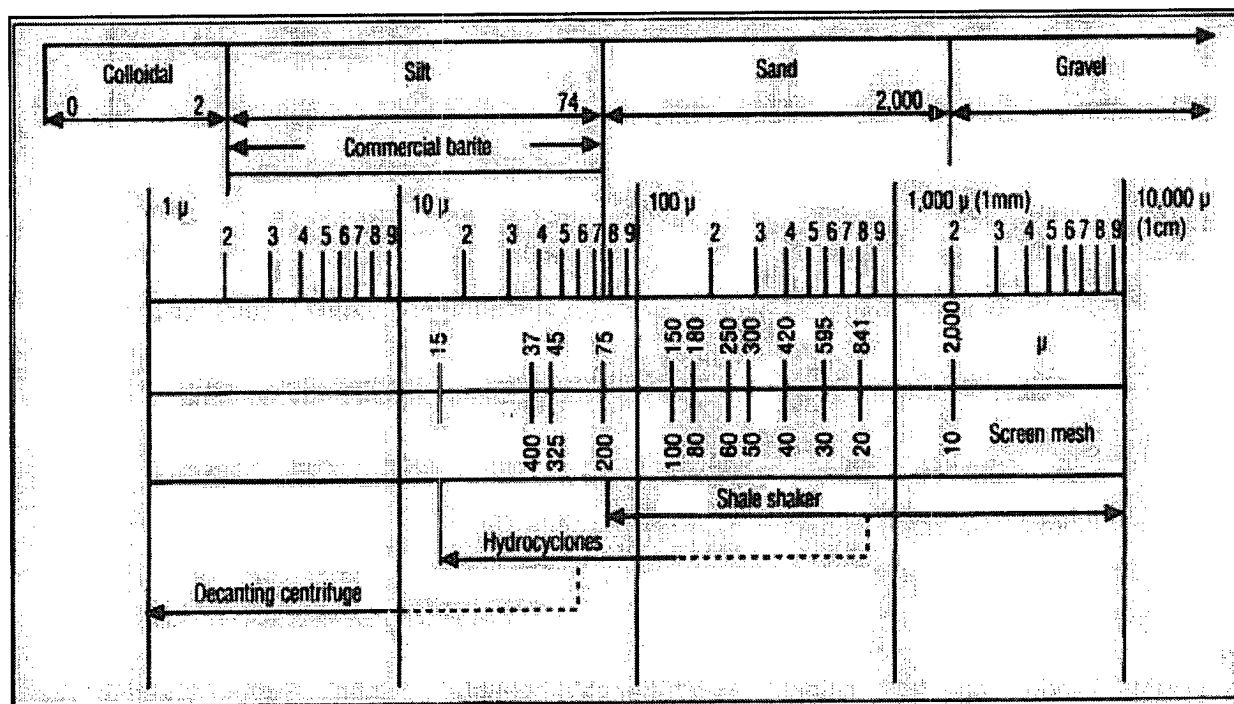 Colloidal Silt Sand Gravel
0 2 74 2,000
Commercial barite
1 µ 10 µ 100 µ 1,000 µ (1mm) 10,000 µ
(1cm)
2 3 4 5 6 7 8 9 2 3 4 5 6 7 8 9 2 3 4 5 6 7 8 9 2 3 4 5 6 7 8 9
15 37 45 75 150 180 250 300 420 595 841 2,000 µ
400 325 200 100 80 60 50 40 30 20 10 Screen mesh
Shale shaker
Hydrocyclones
Decanting centrifuge